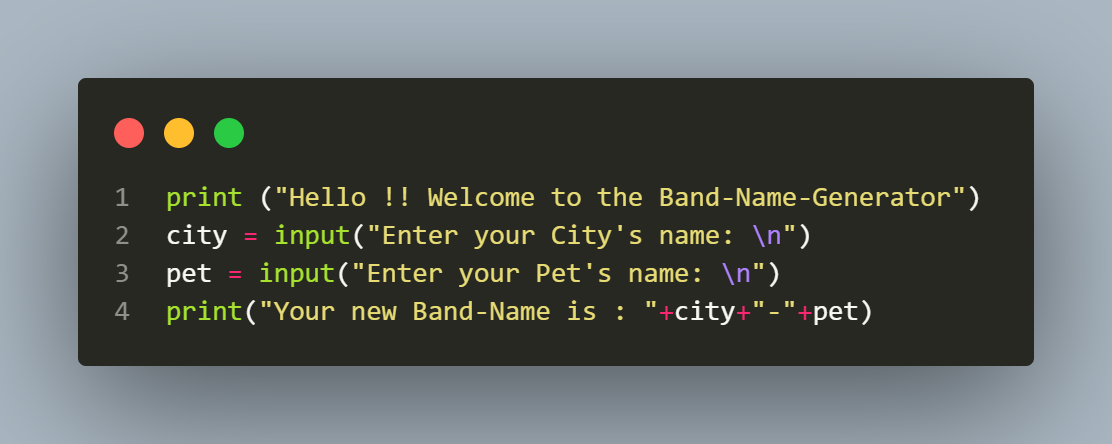 1 print ("Hello !! Welcome to the Band-Name-Generator")
2 city = input("Enter your City's name: \n")
3 pet = input("Enter your Pet's name: \n")
4 print("Your new Band-Name is : "+city+"-"+pet)